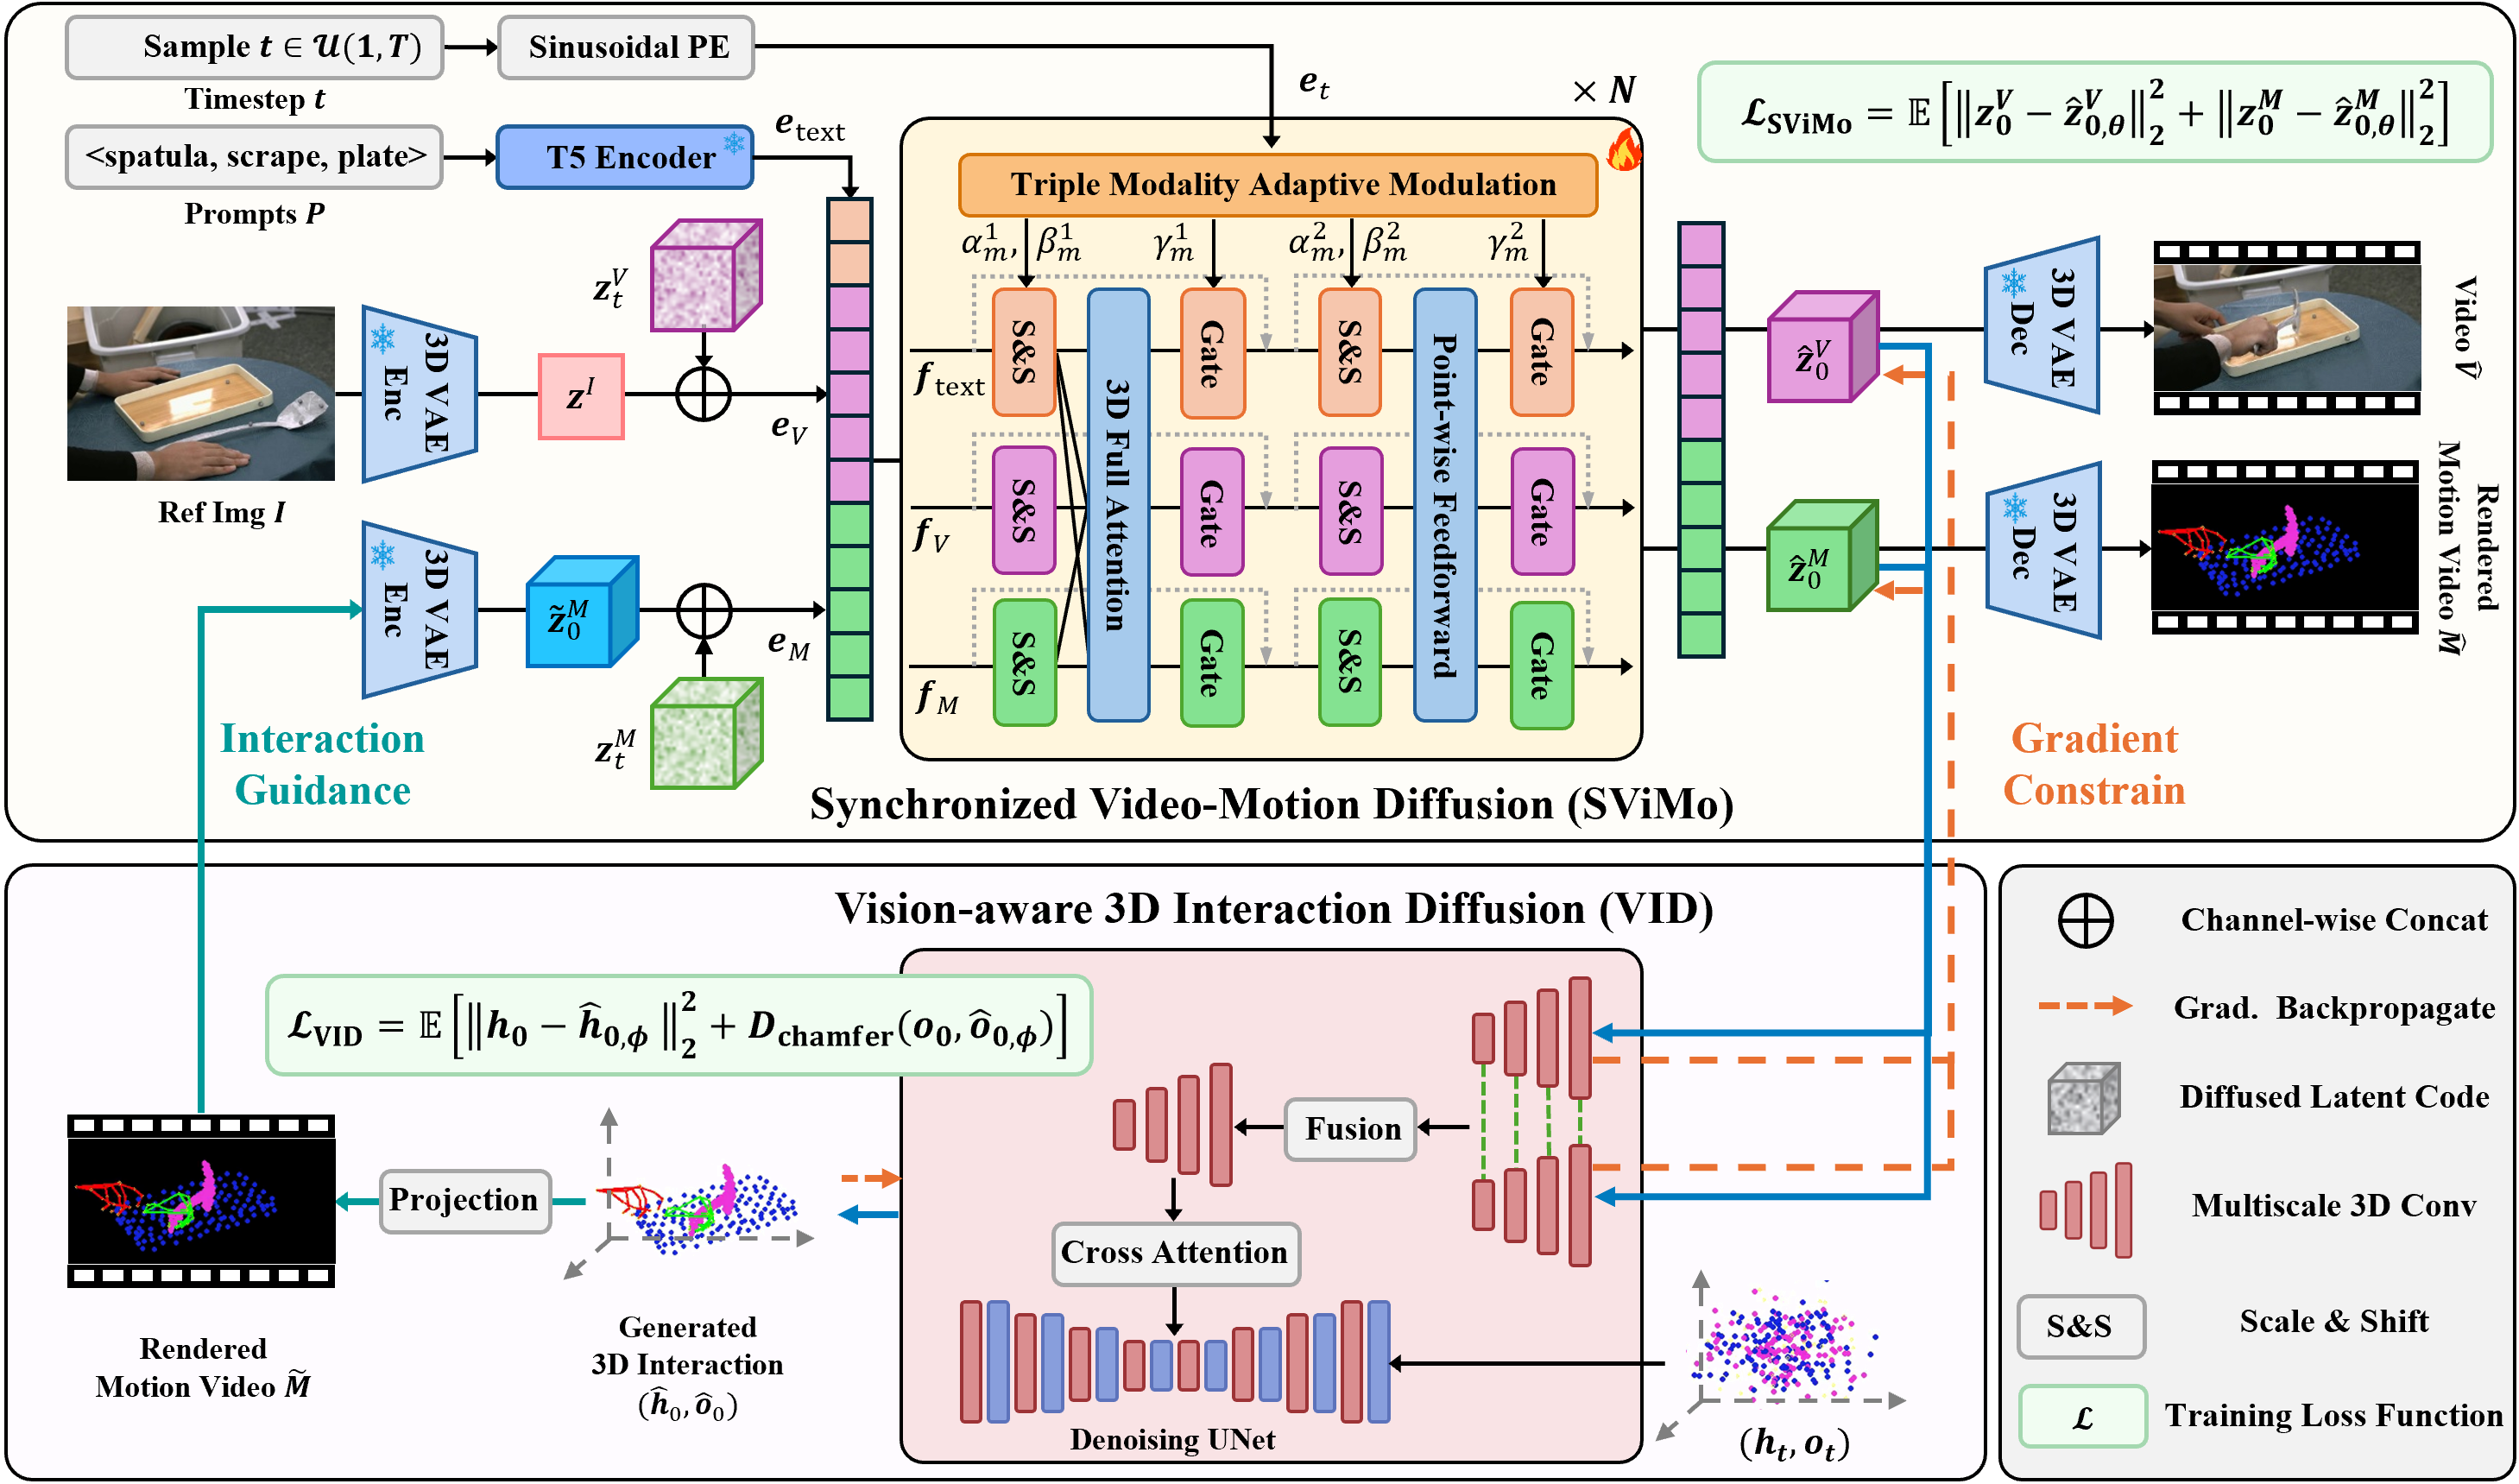 Sample t ∈ 𝒰(1, T)
Sinusoidal PE
Timestep t
e_t
× N
ℒ_SViMo = 𝔼[‖z_0^V − ẑ_{0,θ}^V‖_2^2 + ‖z_0^M − ẑ_{0,θ}^M‖_2^2]
<spatula, scrape, plate>
T5 Encoder
e_text
Prompts P
Triple Modality Adaptive Modulation
α_m^1, β_m^1
γ_m^1
α_m^2, β_m^2
γ_m^2
z_t^V
3D VAE
Enc
z^I
e_V
Ref Img I
3D VAE
Enc
z̃_0^M
e_M
z_t^M
f_text
S&S
Gate
S&S
Gate
f_V
S&S
Gate
S&S
Gate
f_M
S&S
Gate
S&S
Gate
3D Full Attention
Point-wise Feedforward
ẑ_0^V
3D VAE
Dec
Video V̂
ẑ_0^M
3D VAE
Dec
Rendered
Motion Video M̂
Interaction
Guidance
Gradient
Constrain
Synchronized Video-Motion Diffusion (SViMo)
Vision-aware 3D Interaction Diffusion (VID)
ℒ_VID = 𝔼[‖h_0 − ĥ_{0,ϕ}‖_2^2 + D_chamfer(o_0, ô_{0,ϕ})]
Fusion
Projection
Cross Attention
Rendered
Motion Video M̃
Generated
3D Interaction
(ĥ_0, ô_0)
Denoising UNet
(h_t, o_t)
Channel-wise Concat
Grad. Backpropagate
Diffused Latent Code
Multiscale 3D Conv
S&S
Scale & Shift
ℒ
Training Loss Function